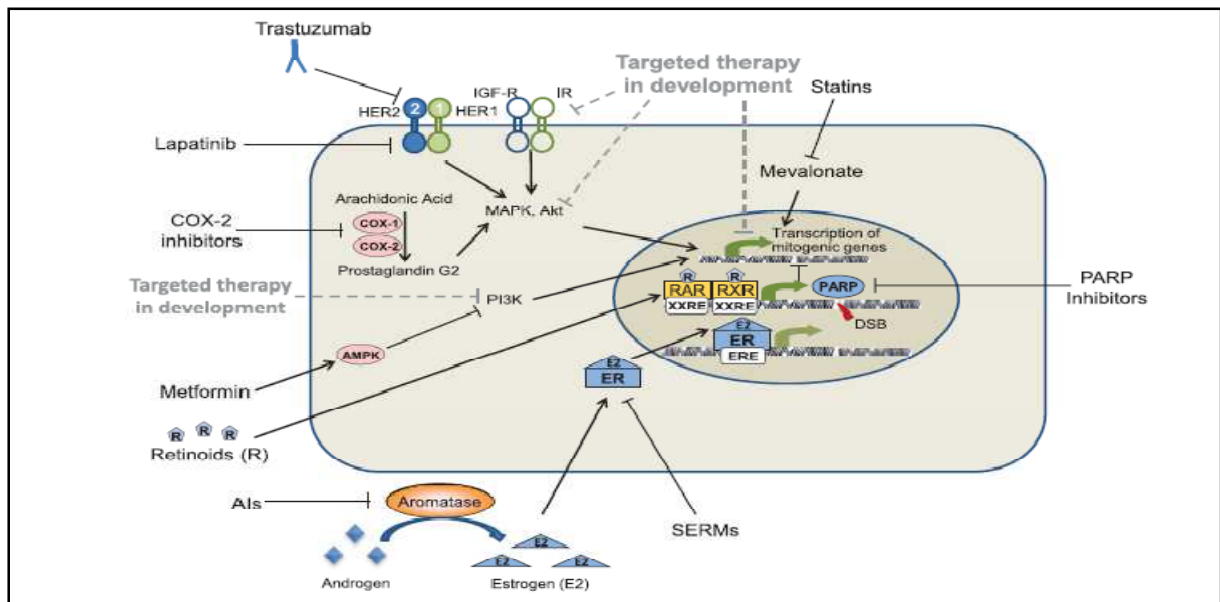 Trastuzumab
Targeted therapy
in development
Statins
IGF-R
IR
2
1
HER2
HER1
Lapatinib
Mevalonate
Arachidonic Acid
MAPK, Akt
COX-2
inhibitors
COX-1
COX-2
Transcription of
mitogenic genes
Prostaglandin G2
Targeted therapy
in development
PI3K
R
R
RAR
RXR
XXRE
XXRE
PARP
PARP
Inhibitors
DSB
E2
ER
ERE
AMPK
E2
ER
Metformin
R
R
R
Retinoids (R)
AIs
Aromatase
SERMs
E2
E2
E2
Androgen
Estrogen (E2)